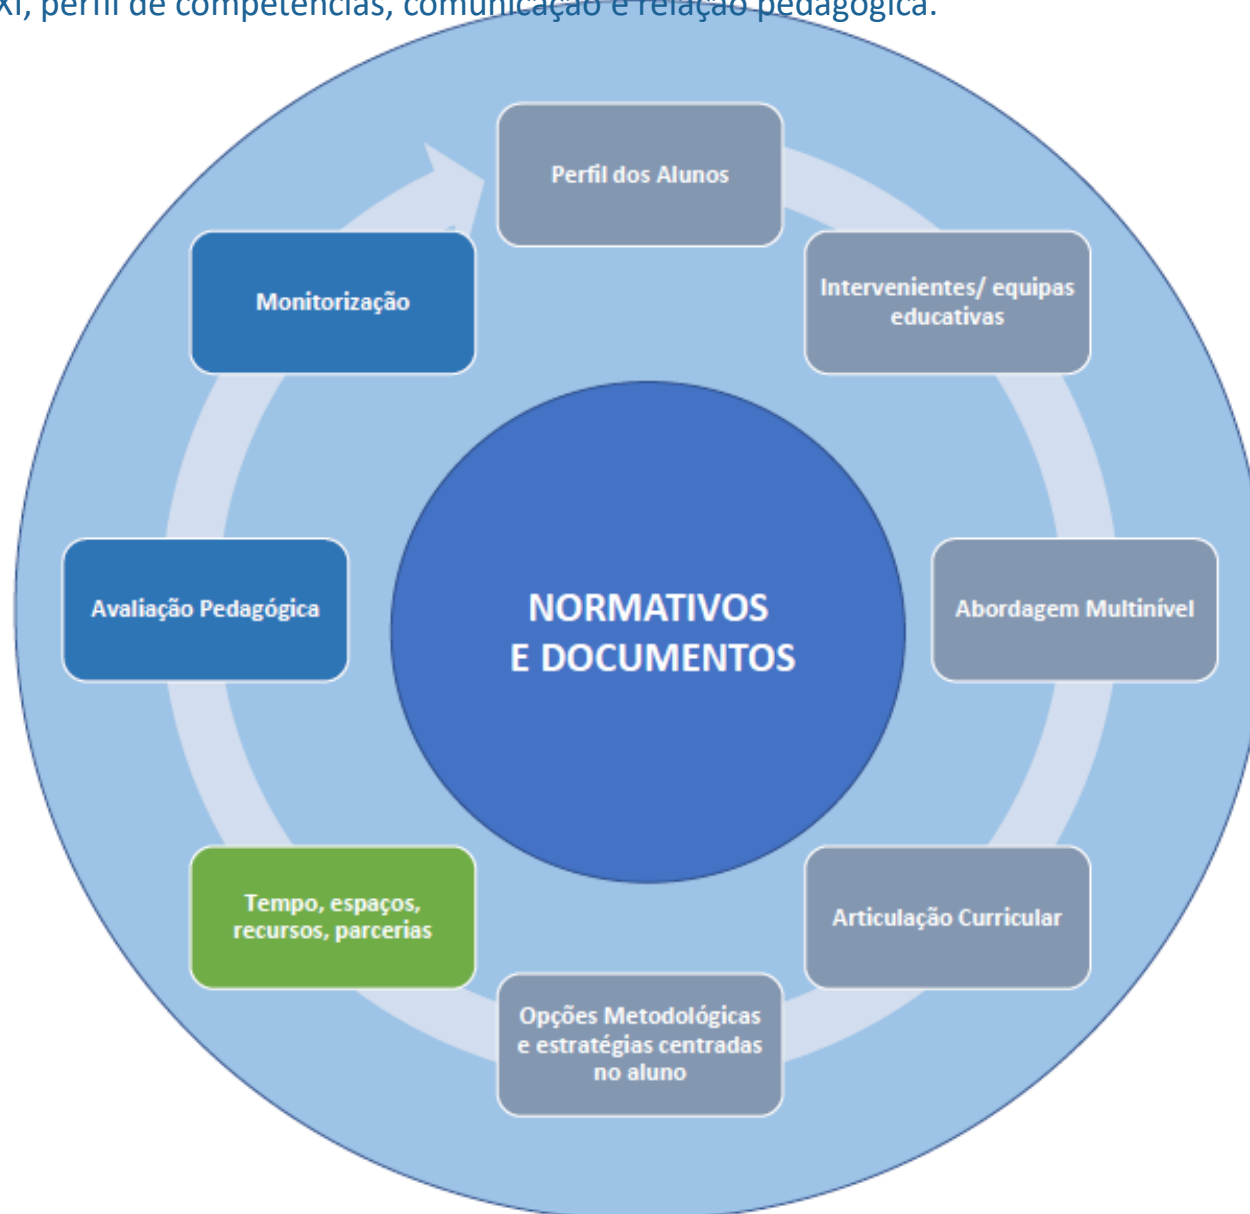 XI, perfil de competências, comunicação e relação pedagógica.
Perfil dos Alunos
Intervenientes/ equipas
educativas
Abordagem Multinível
Articulação Curricular
Opções Metodológicas
e estratégias centradas
no aluno
Tempo, espaços,
recursos, parcerias
Avaliação Pedagógica
Monitorização
NORMATIVOS
E DOCUMENTOS